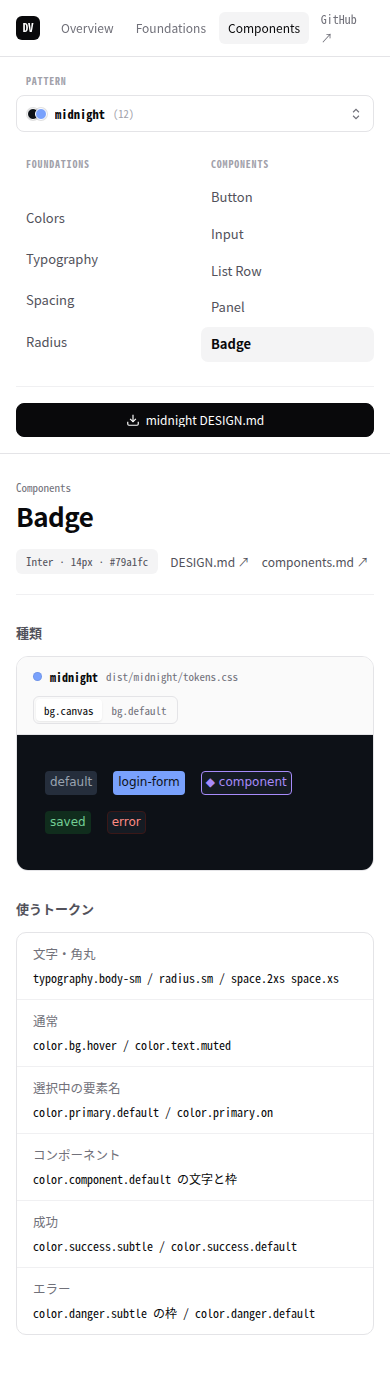 DV
Overview
Foundations
Components
GitHub ↗
PATTERN
midnight (12)
FOUNDATIONS
Colors
Typography
Spacing
Radius
COMPONENTS
Button
Input
List Row
Panel
Badge
midnight DESIGN.md
Components
Badge
Inter · 14px · #79a1fc
DESIGN.md ↗
components.md ↗
種類
midnight dist/midnight/tokens.css
bg.canvas bg.default
default login-form ◆ component
saved error
使うトークン
文字・角丸
typography.body-sm / radius.sm / space.2xs space.xs
通常
color.bg.hover / color.text.muted
選択中の要素名
color.primary.default / color.primary.on
コンポーネント
color.component.default の文字と枠
成功
color.success.subtle / color.success.default
エラー
color.danger.subtle の枠 / color.danger.default